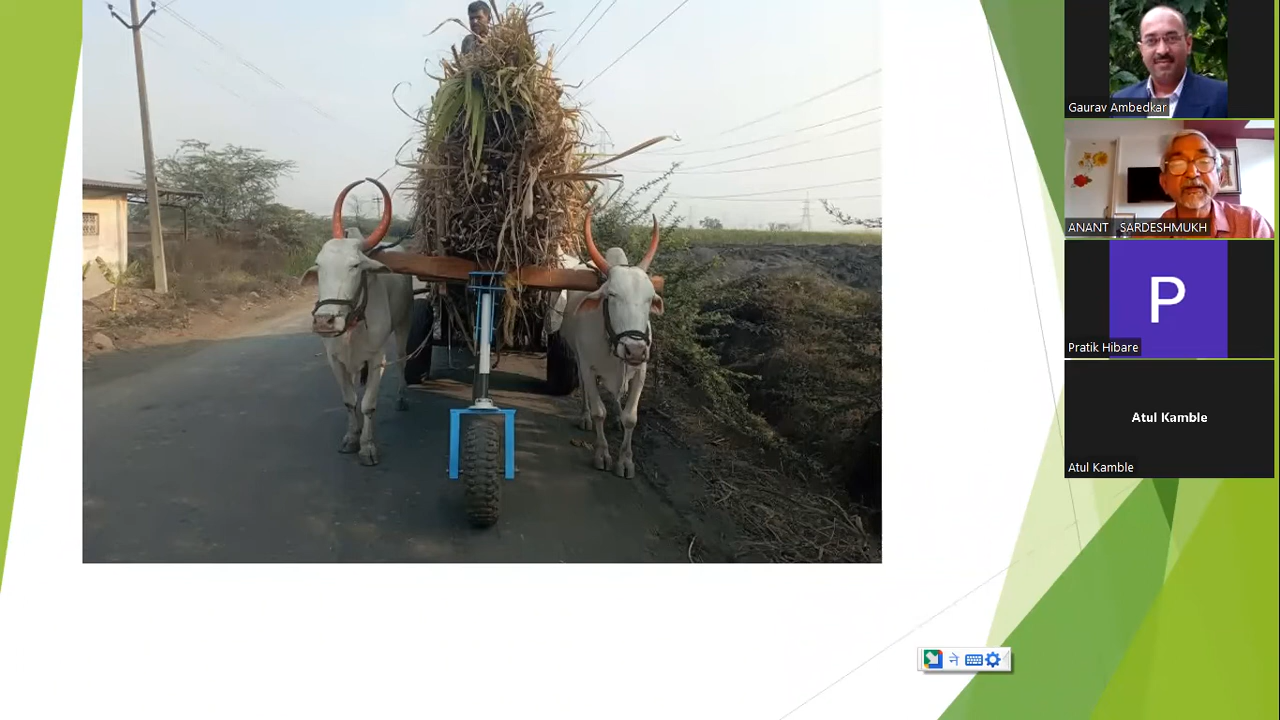 Gaurav Ambedkar
ANANT SARDESHMUKH
P
Pratik Hibare
Atul Kamble
Atul Kamble
ने